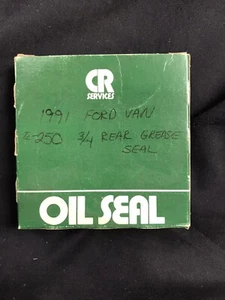 CR
SERVICES
1991 FORD VAN
E-250 3/4 REAR GREASE
SEAL
OIL SEAL